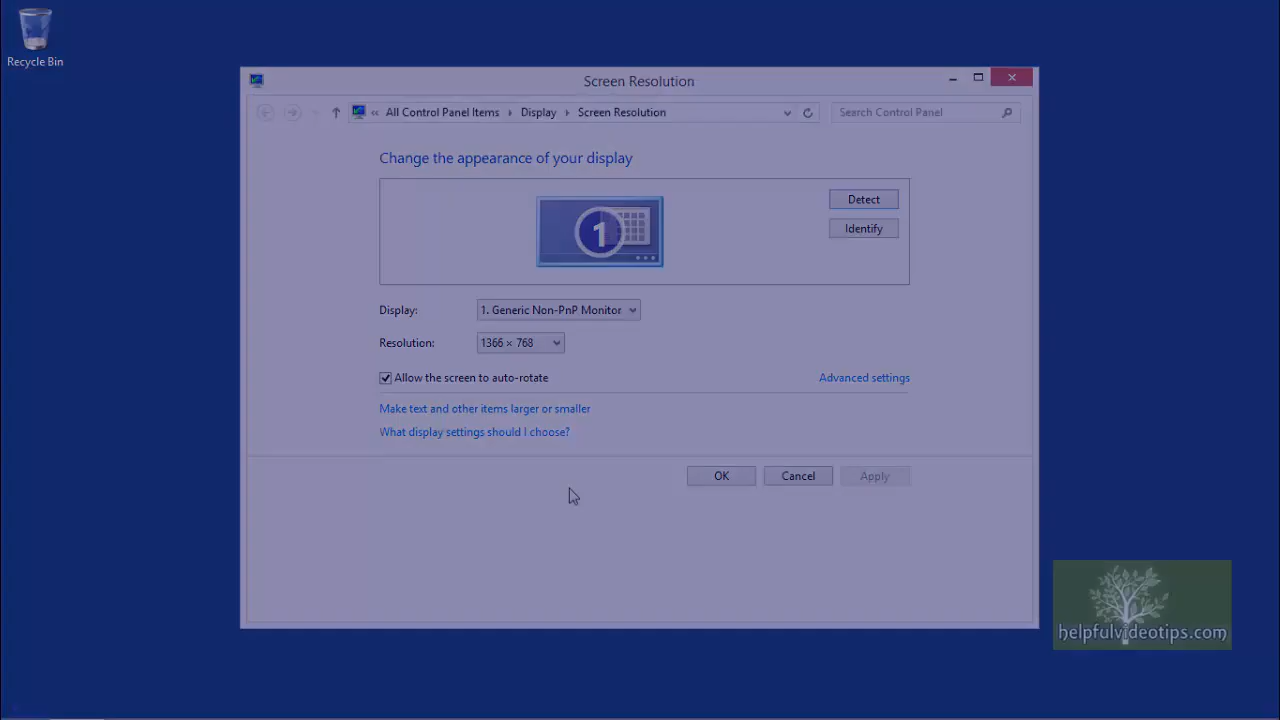 Recycle Bin
Screen Resolution
« All Control Panel Items › Display › Screen Resolution
Search Control Panel
Change the appearance of your display
1
Detect
Identify
Display: 1. Generic Non-PnP Monitor
Resolution: 1366 × 768
Allow the screen to auto-rotate
Advanced settings
Make text and other items larger or smaller
What display settings should I choose?
OK Cancel Apply
helpfulvideotips.com